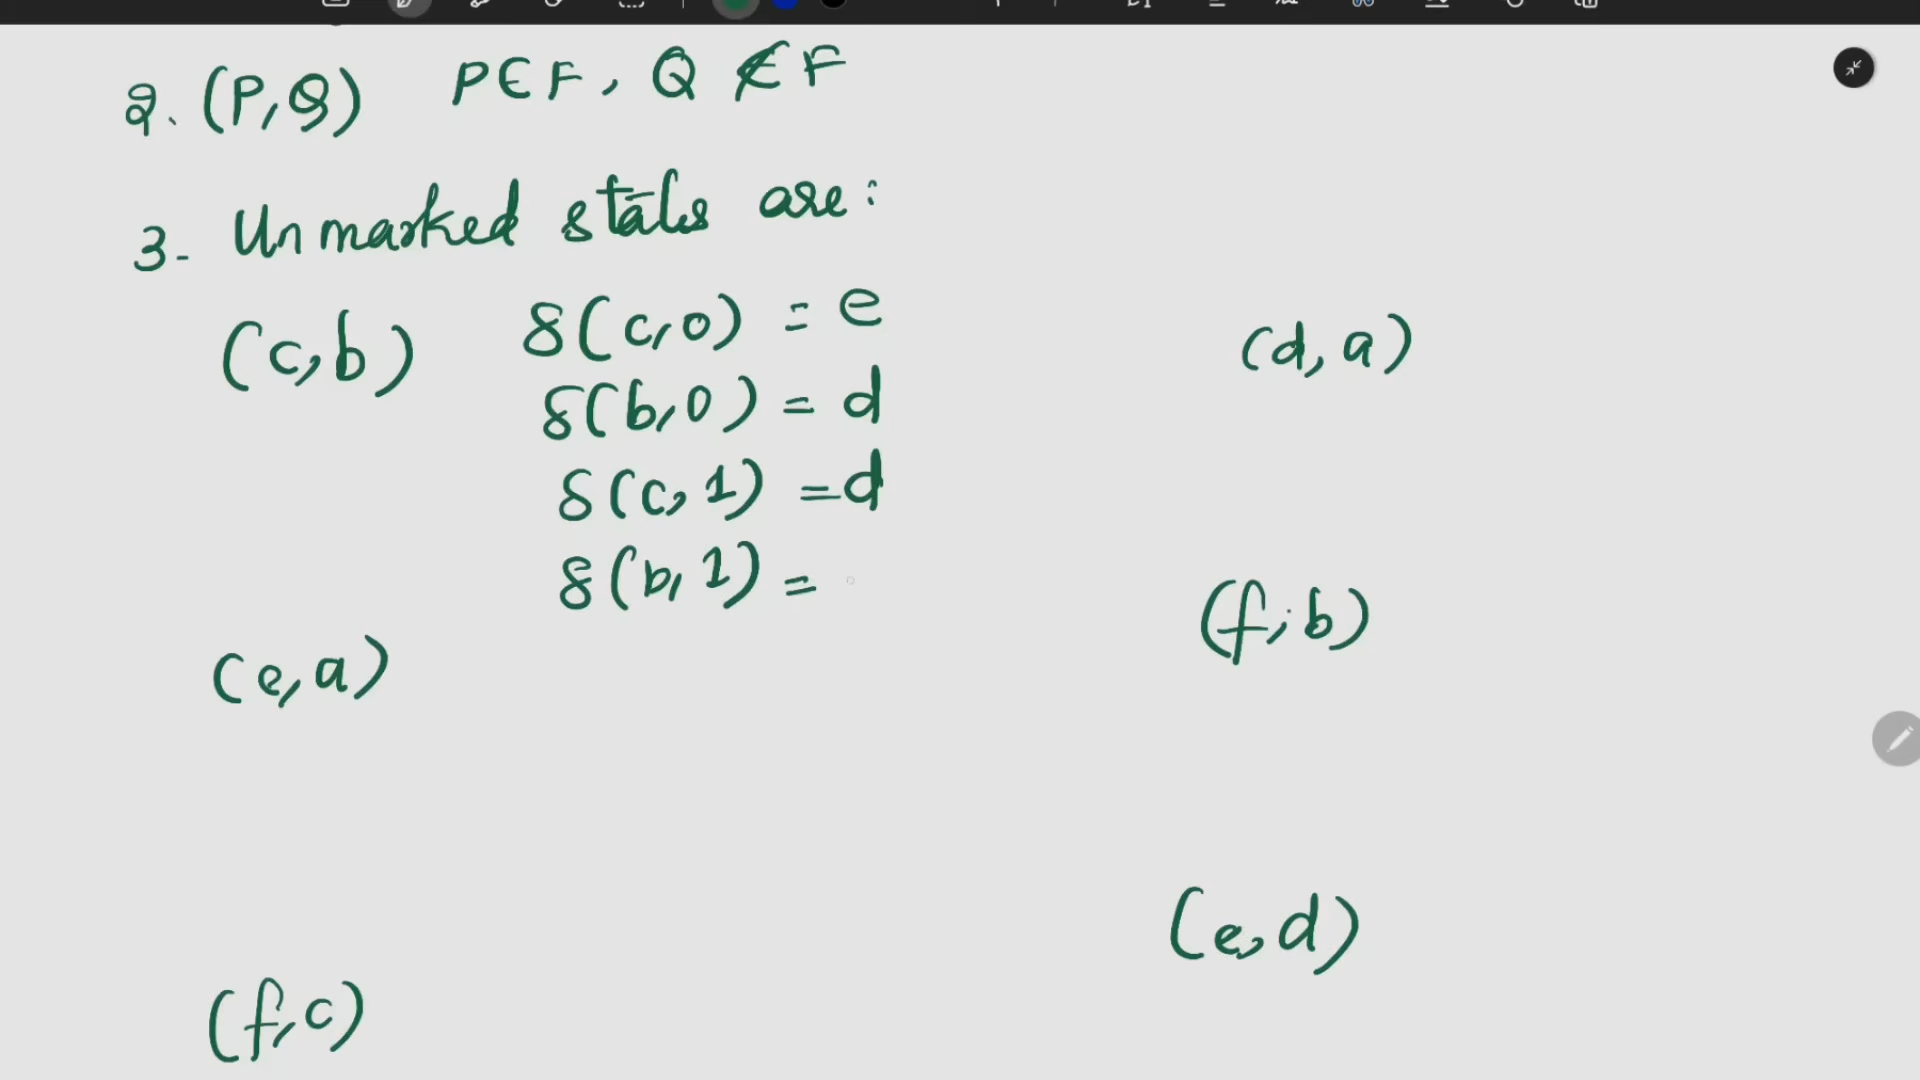 2. (P,Q) P∈F, Q ∉ F
3- Unmarked states are:
(c,b) δ(c,0) = e
δ(b,0) = d
δ(c,1) = d
δ(b,1) =
(e,a)
(f,c)
(d,a)
(f,b)
(e,d)